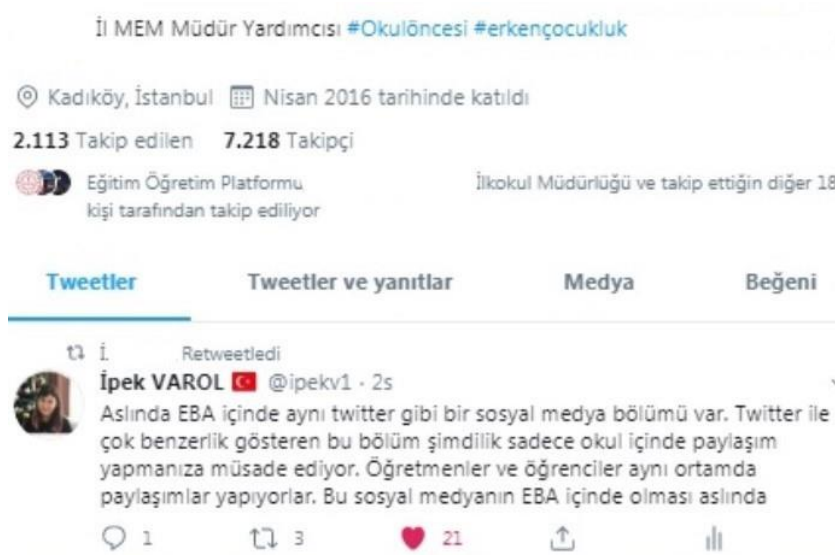 İl MEM Müdür Yardımcısı #Okulöncesi #erkençocukluk
Kadıköy, İstanbul Nisan 2016 tarihinde katıldı
2.113 Takip edilen 7.218 Takipçi
Eğitim Öğretim Platformu İlkokul Müdürlüğü ve takip ettiğin diğer 18
kişi tarafından takip ediliyor
Tweetler Tweetler ve yanıtlar Medya Beğeni
İ. Retweetledi
İpek VAROL @ipekv1 · 2s
Aslında EBA içinde aynı twitter gibi bir sosyal medya bölümü var. Twitter ile
çok benzerlik gösteren bu bölüm şimdilik sadece okul içinde paylaşım
yapmanıza müsade ediyor. Öğretmenler ve öğrenciler aynı ortamda
paylaşımlar yapıyorlar. Bu sosyal medyanın EBA içinde olması aslında
1 3 21